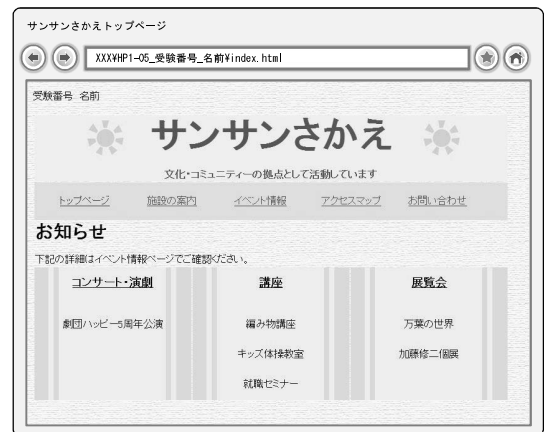 サンサンさかえトップページ
XXX¥HP1-05_受験番号_名前¥index.html
受験番号 名前
サンサンさかえ
文化・コミュニティーの拠点として活動しています
トップページ 施設の案内 イベント情報 アクセスマップ お問い合わせ
お知らせ
下記の詳細はイベント情報ページでご確認ください。
コンサート・演劇 講座 展覧会
劇団ハッピー5周年公演 編み物講座 万葉の世界
キッズ体操教室 加藤修二個展
就職セミナー